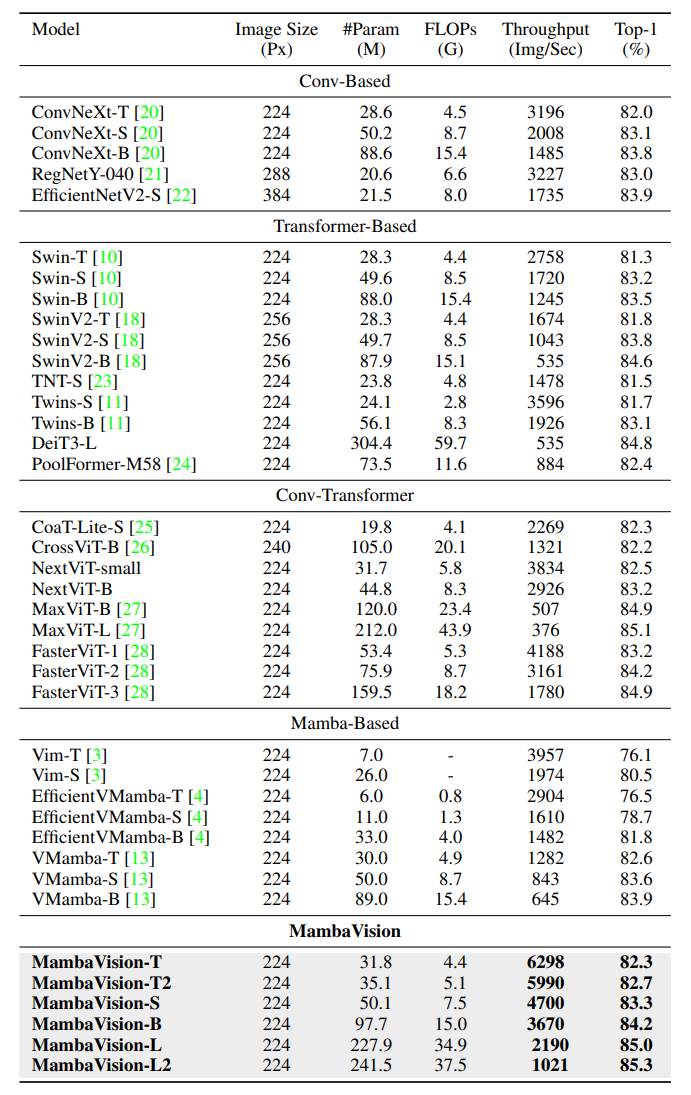 Model Image Size #Param FLOPs Throughput Top-1
(Px) (M) (G) (Img/Sec) (%)
Conv-Based
ConvNeXt-T [20] 224 28.6 4.5 3196 82.0
ConvNeXt-S [20] 224 50.2 8.7 2008 83.1
ConvNeXt-B [20] 224 88.6 15.4 1485 83.8
RegNetY-040 [21] 288 20.6 6.6 3227 83.0
EfficientNetV2-S [22] 384 21.5 8.0 1735 83.9
Transformer-Based
Swin-T [10] 224 28.3 4.4 2758 81.3
Swin-S [10] 224 49.6 8.5 1720 83.2
Swin-B [10] 224 88.0 15.4 1245 83.5
SwinV2-T [18] 256 28.3 4.4 1674 81.8
SwinV2-S [18] 256 49.7 8.5 1043 83.8
SwinV2-B [18] 256 87.9 15.1 535 84.6
TNT-S [23] 224 23.8 4.8 1478 81.5
Twins-S [11] 224 24.1 2.8 3596 81.7
Twins-B [11] 224 56.1 8.3 1926 83.1
DeiT3-L 224 304.4 59.7 535 84.8
PoolFormer-M58 [24] 224 73.5 11.6 884 82.4
Conv-Transformer
CoaT-Lite-S [25] 224 19.8 4.1 2269 82.3
CrossViT-B [26] 240 105.0 20.1 1321 82.2
NextViT-small 224 31.7 5.8 3834 82.5
NextViT-B 224 44.8 8.3 2926 83.2
MaxViT-B [27] 224 120.0 23.4 507 84.9
MaxViT-L [27] 224 212.0 43.9 376 85.1
FasterViT-1 [28] 224 53.4 5.3 4188 83.2
FasterViT-2 [28] 224 75.9 8.7 3161 84.2
FasterViT-3 [28] 224 159.5 18.2 1780 84.9
Mamba-Based
Vim-T [3] 224 7.0 - 3957 76.1
Vim-S [3] 224 26.0 - 1974 80.5
EfficientVMamba-T [4] 224 6.0 0.8 2904 76.5
EfficientVMamba-S [4] 224 11.0 1.3 1610 78.7
EfficientVMamba-B [4] 224 33.0 4.0 1482 81.8
VMamba-T [13] 224 30.0 4.9 1282 82.6
VMamba-S [13] 224 50.0 8.7 843 83.6
VMamba-B [13] 224 89.0 15.4 645 83.9
MambaVision
MambaVision-T 224 31.8 4.4 6298 82.3
MambaVision-T2 224 35.1 5.1 5990 82.7
MambaVision-S 224 50.1 7.5 4700 83.3
MambaVision-B 224 97.7 15.0 3670 84.2
MambaVision-L 224 227.9 34.9 2190 85.0
MambaVision-L2 224 241.5 37.5 1021 85.3